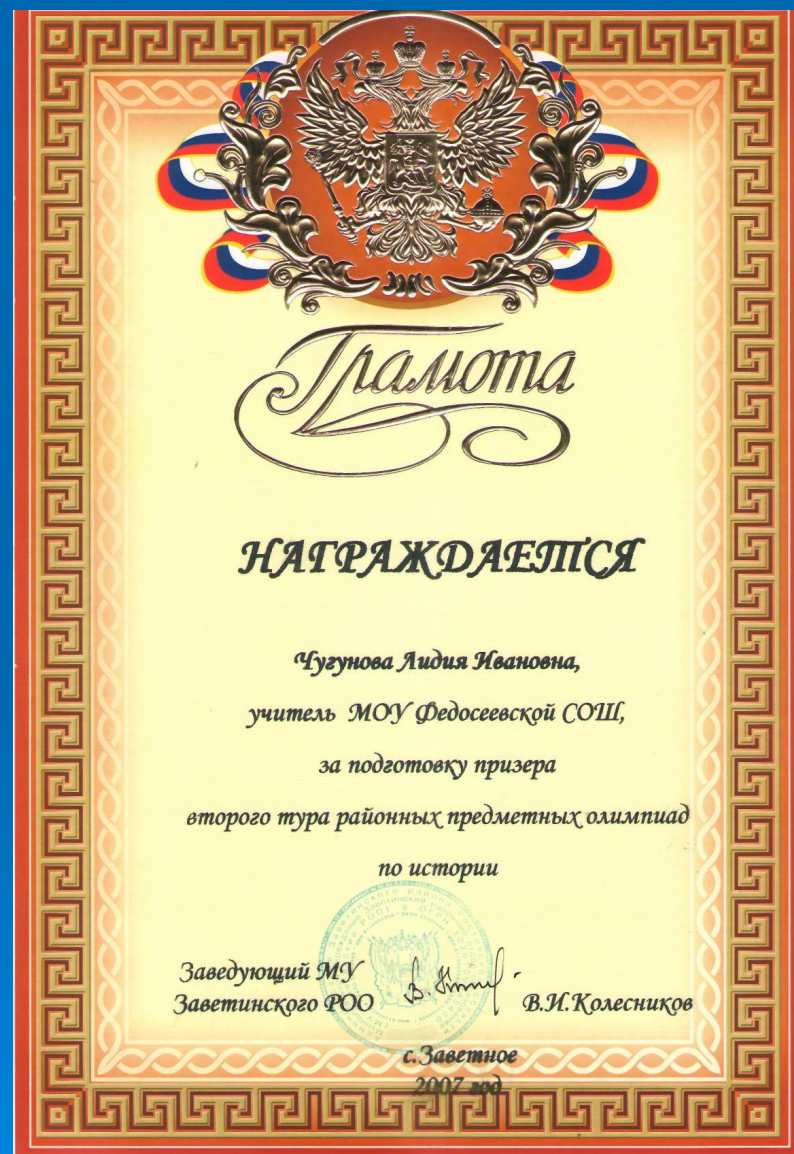 Грамота
НАГРАЖДАЕТСЯ
Чугунова Лидия Ивановна,
учитель МОУ Федосеевской СОШ,
за подготовку призера
второго тура районных предметных олимпиад
по истории
Заведующий МУ
Заветинского РОО В.И.Колесников
с.Заветное
2007 год